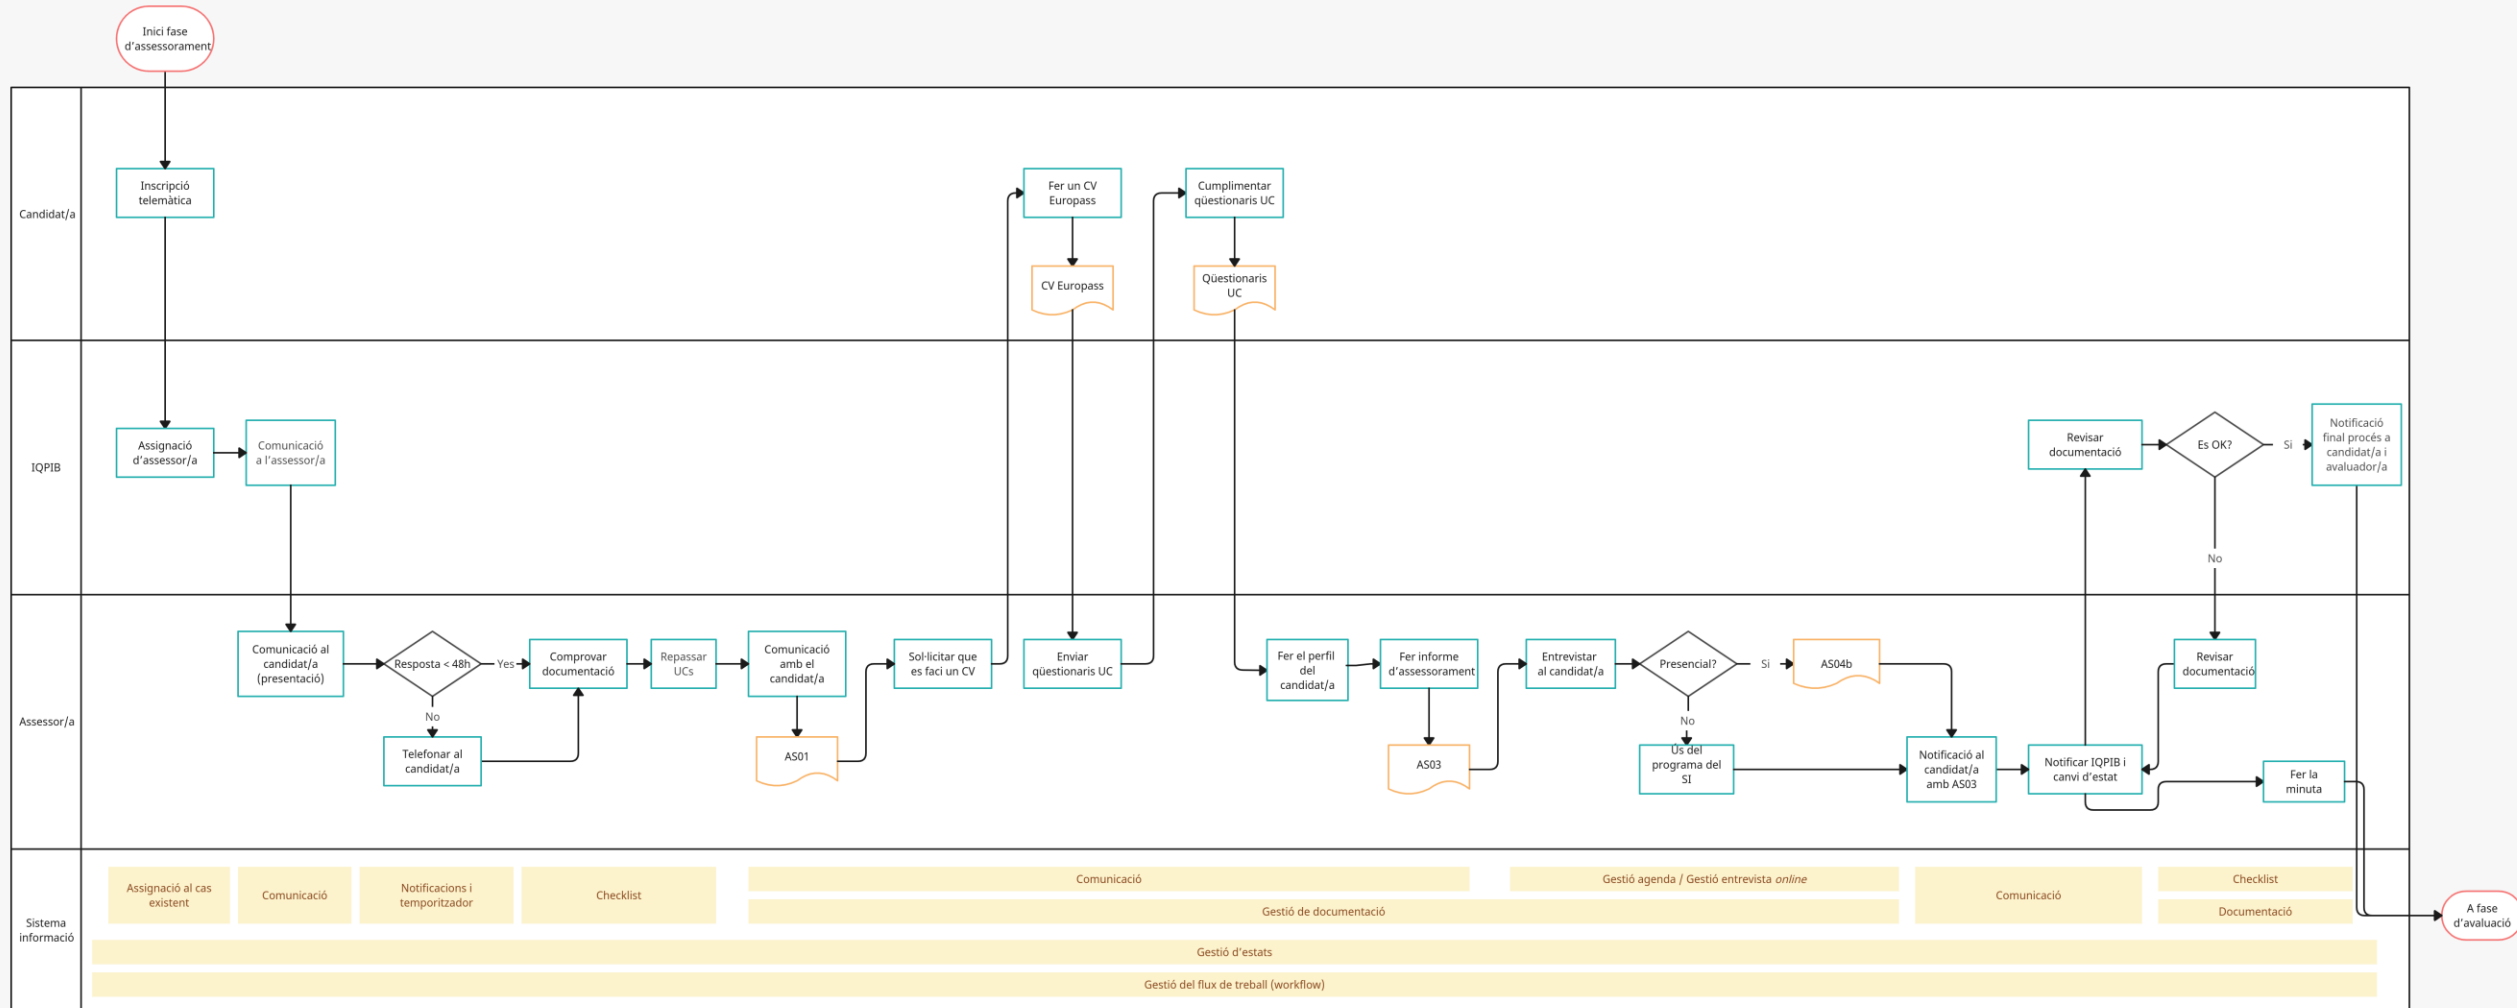 Inici fase
d'assessorament
Candidat/a
Inscripció
telemàtica
Fer un CV
Europass
Cumplimentar
qüestionaris UC
CV Europass
Qüestionaris
UC
IQPIB
Assignació
d'assessor/a
Comunicació
a l'assessor/a
Revisar
documentació
Es OK?
Si
Notificació
final procés a
candidat/a i
avaluador/a
No
Assessor/a
Comunicació al
candidat/a
(presentació)
Resposta < 48h
Yes
No
Telefonar al
candidat/a
Comprovar
documentació
Repassar
UCs
Comunicació
amb el
candidat/a
AS01
Sol·licitar que
es faci un CV
Enviar
qüestionaris UC
Fer el perfil
del
candidat/a
Fer informe
d'assessorament
AS03
Entrevistar
al candidat/a
Presencial?
Si
AS04b
No
Ús del
programa del
SI
Notificació al
candidat/a
amb AS03
Notificar IQPIB i
canvi d'estat
Revisar
documentació
Fer la
minuta
Sistema
informació
Assignació al cas
existent
Comunicació
Notificacions i
temporitzador
Checklist
Comunicació
Gestió agenda / Gestió entrevista online
Gestió de documentació
Comunicació
Checklist
Documentació
A fase
d'avaluació
Gestió d'estats
Gestió del flux de treball (workflow)